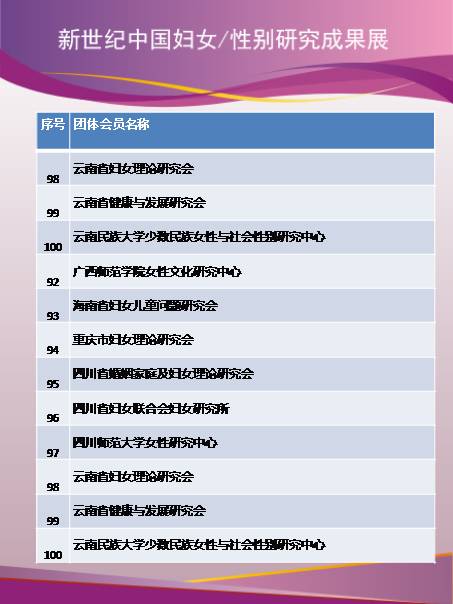 新世纪中国妇女/性别研究成果展
序号 团体会员名称
98 云南省妇女理论研究会
99 云南省健康与发展研究会
100 云南民族大学少数民族女性与社会性别研究中心
92 广西师范学院女性文化研究中心
93 海南省妇女儿童问题研究会
94 重庆市妇女理论研究会
95 四川省婚姻家庭及妇女理论研究会
96 四川省妇女联合会妇女研究所
97 四川师范大学女性研究中心
98 云南省妇女理论研究会
99 云南省健康与发展研究会
100 云南民族大学少数民族女性与社会性别研究中心